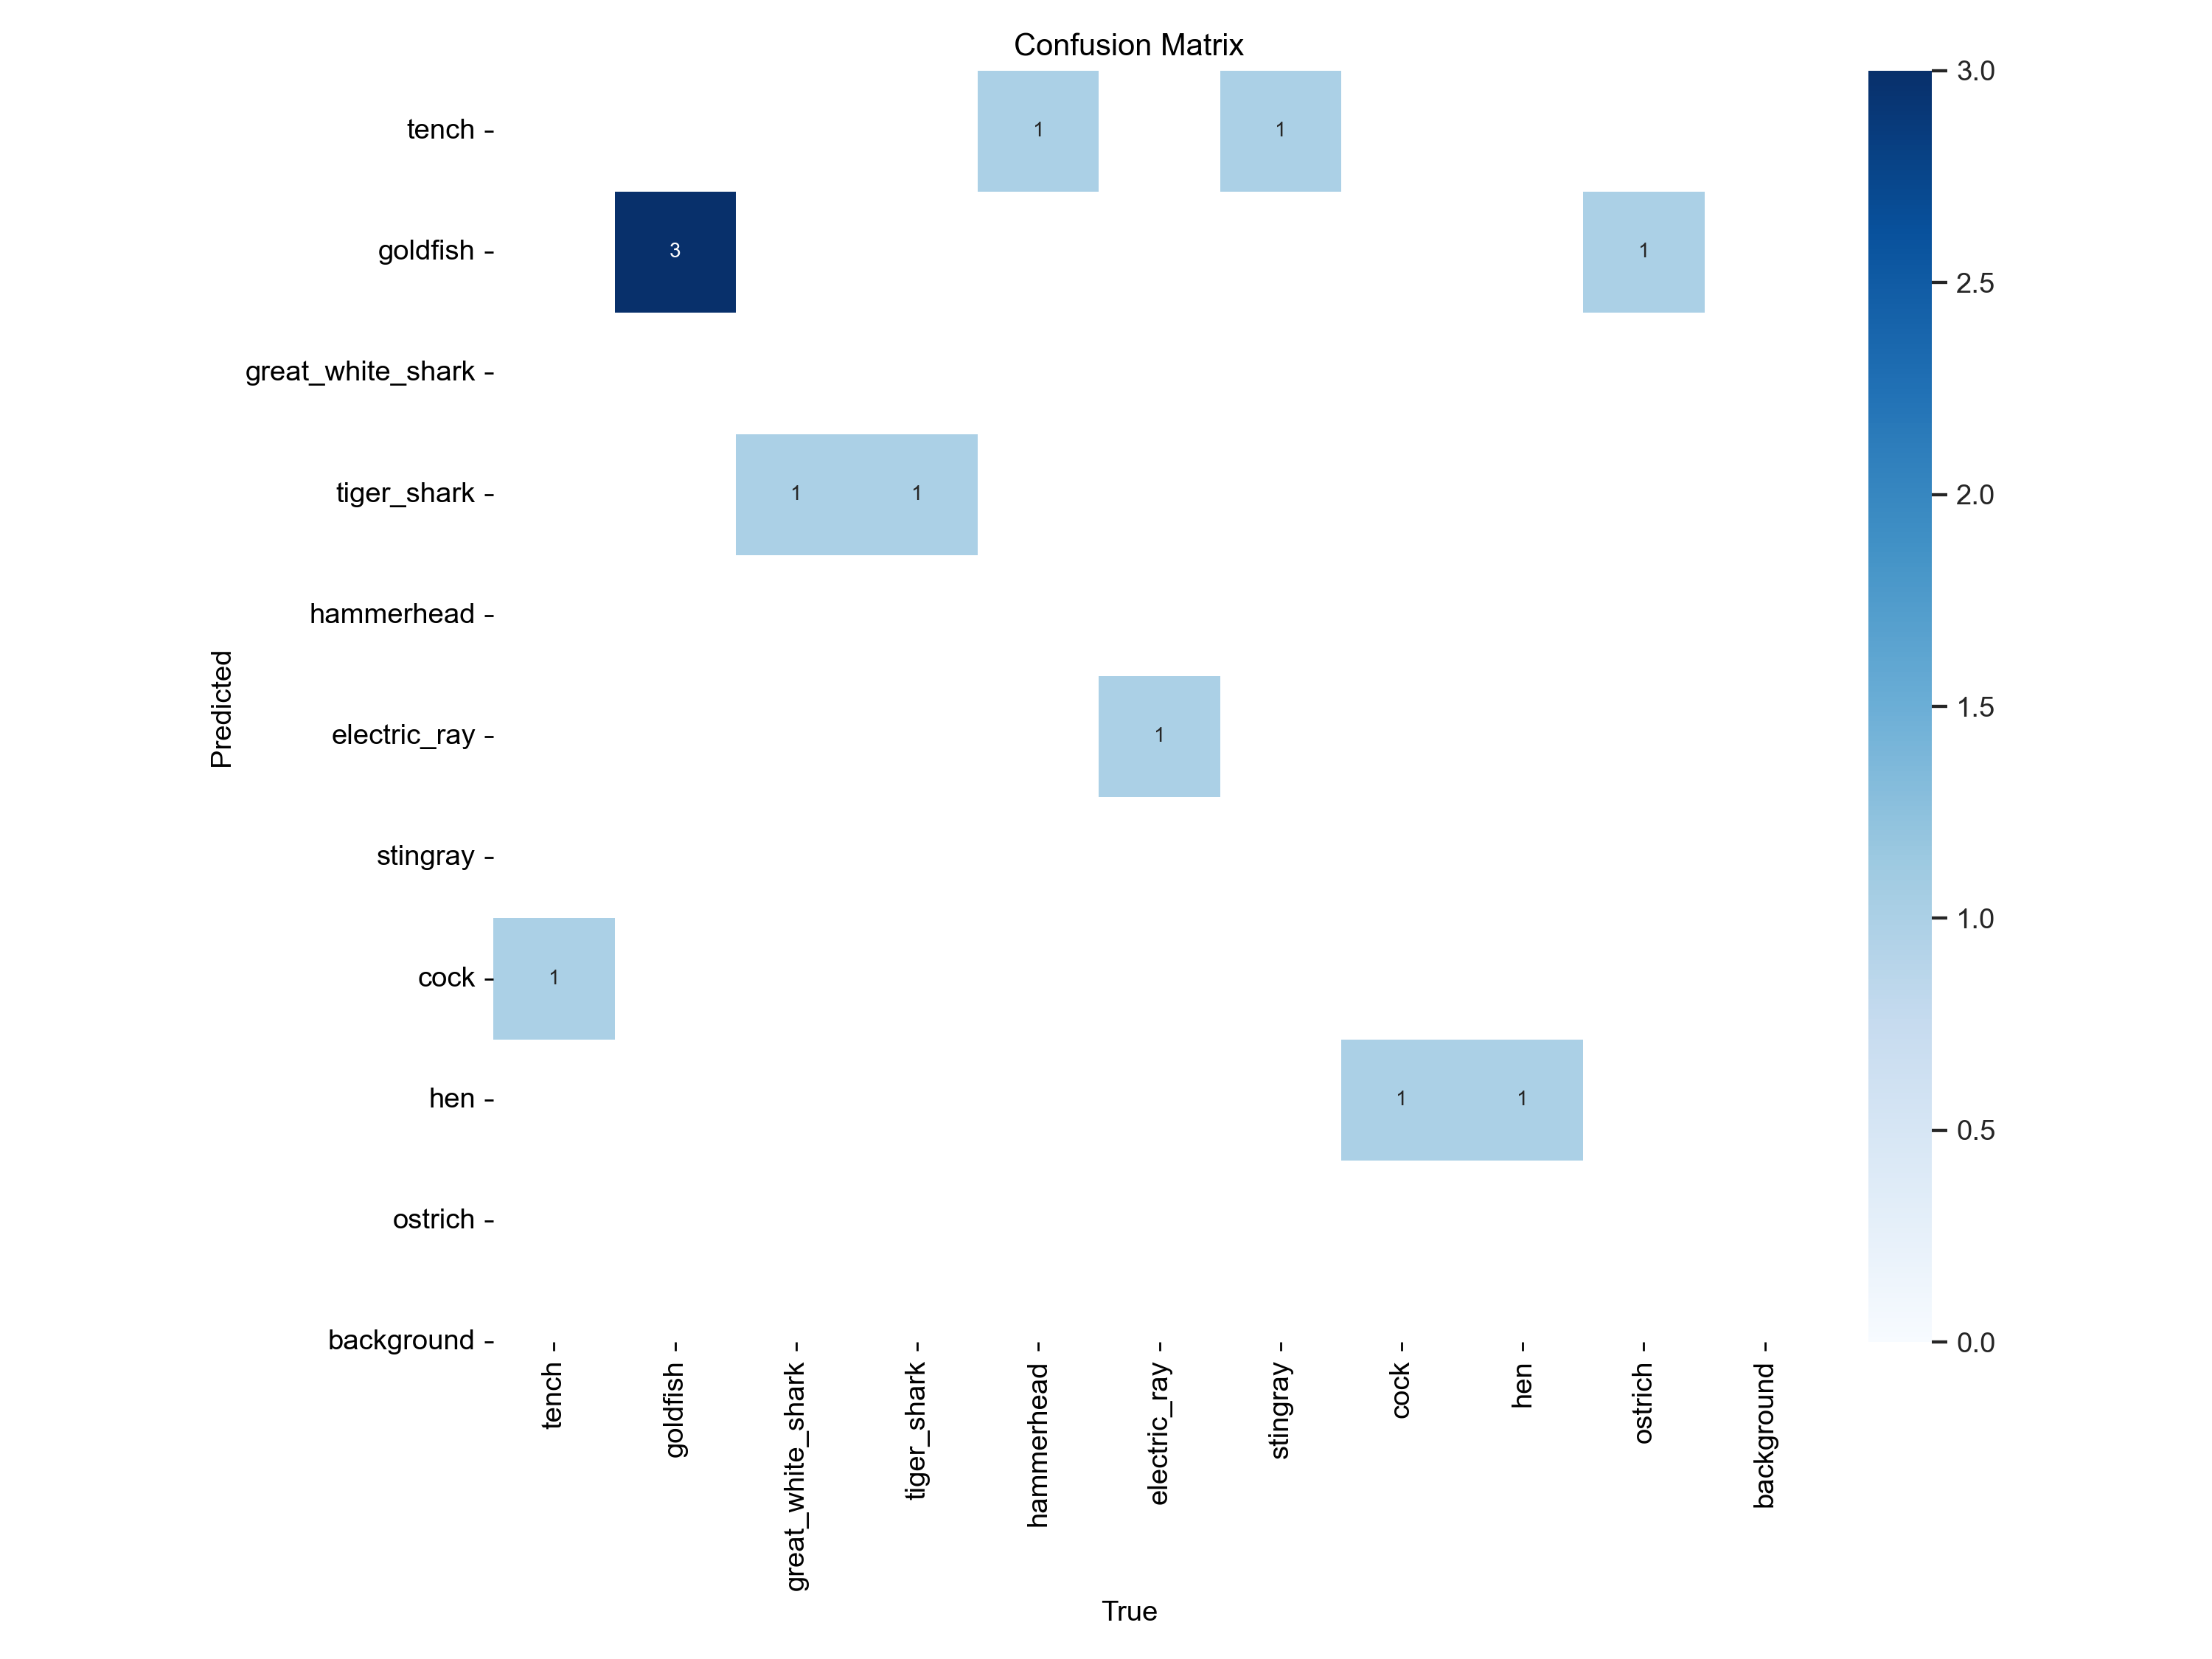 Confusion Matrix
3.0
tench
1
1
goldfish
3
1
2.5
great_white_shark
tiger_shark
1
1
2.0
hammerhead
Predicted
electric_ray
1
1.5
stingray
cock
1
1.0
hen
1
1
0.5
ostrich
background
0.0
tench
goldfish
great_white_shark
tiger_shark
hammerhead
electric_ray
stingray
cock
hen
ostrich
background
True